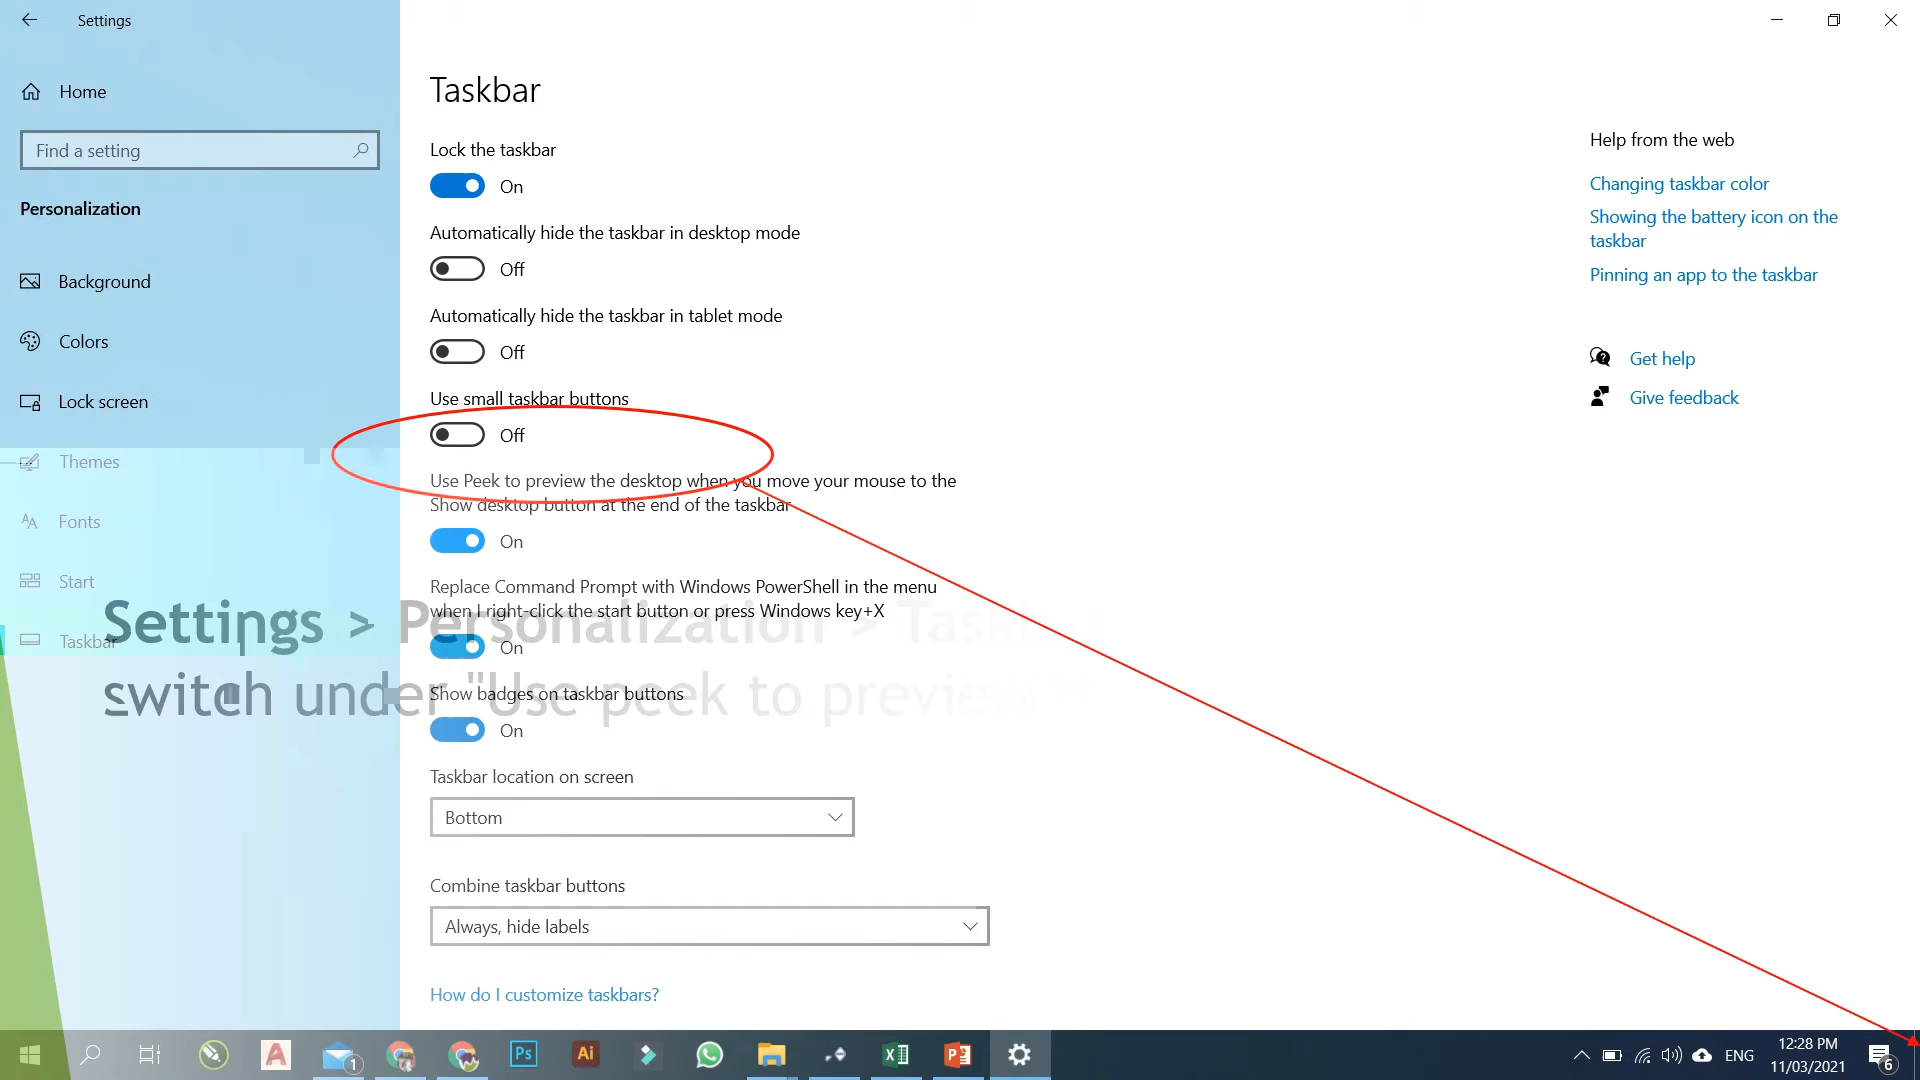 Settings
Home
Find a setting
Personalization
Background
Colors
Lock screen
Themes
Fonts
Start
Taskbar
Taskbar
Lock the taskbar
On
Automatically hide the taskbar in desktop mode
Off
Automatically hide the taskbar in tablet mode
Off
Use small taskbar buttons
Off
Use Peek to preview the desktop when you move your mouse to the
Show desktop button at the end of the taskbar
On
Replace Command Prompt with Windows PowerShell in the menu
when I right-click the start button or press Windows key+X
On
Show badges on taskbar buttons
On
Taskbar location on screen
Bottom
Combine taskbar buttons
Always, hide labels
How do I customize taskbars?
Settings > Personalization >
switch under "Use peek to preview
Help from the web
Changing taskbar color
Showing the battery icon on the
taskbar
Pinning an app to the taskbar
Get help
Give feedback
A
1
Ps
Ai
ENG
12:28 PM
11/03/2021
6